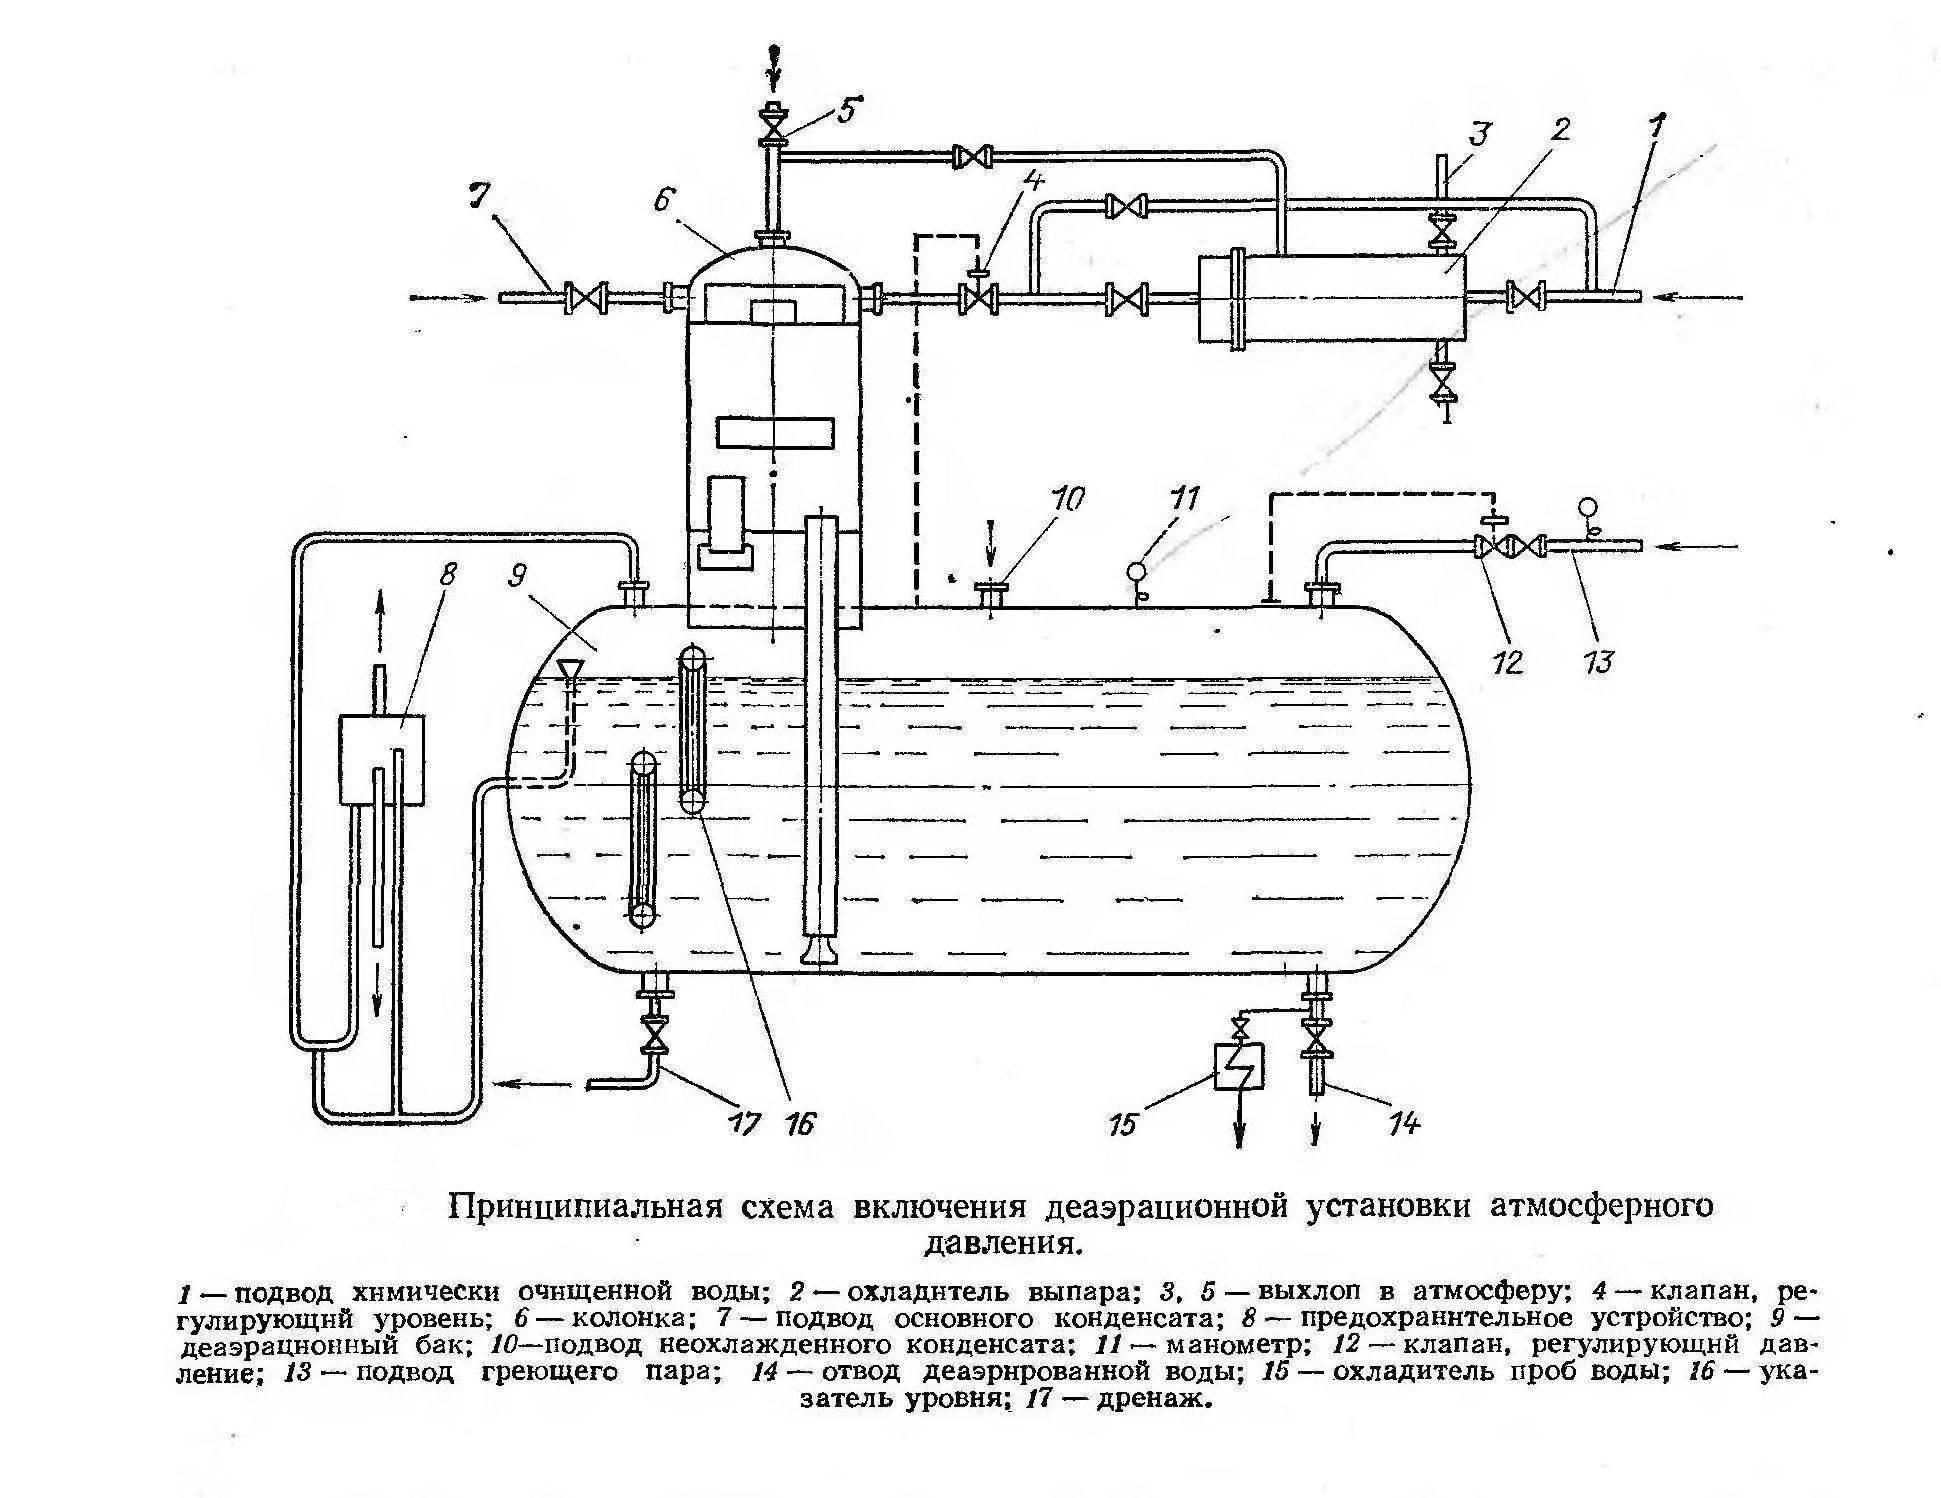 5
3
2
1
7
6
4
10
11
8
9
12
13
17
16
15
14
Принципиальная схема включения деаэрационной установки атмосферного
давления.
1 — подвод химически очищенной воды; 2 — охладитель выпара; 3, 5 — выхлоп в атмосферу; 4 — клапан, ре-
гулирующий уровень; 6 — колонка; 7 — подвод основного конденсата; 8 — предохранительное устройство; 9 —
деаэрационный бак; 10—подвод неохлажденного конденсата; 11 — манометр; 12 — клапан, регулирующий дав-
ление; 13 — подвод греющего пара; 14 — отвод деаэрированной воды; 15 — охладитель проб воды; 16 — ука-
затель уровня; 17 — дренаж.